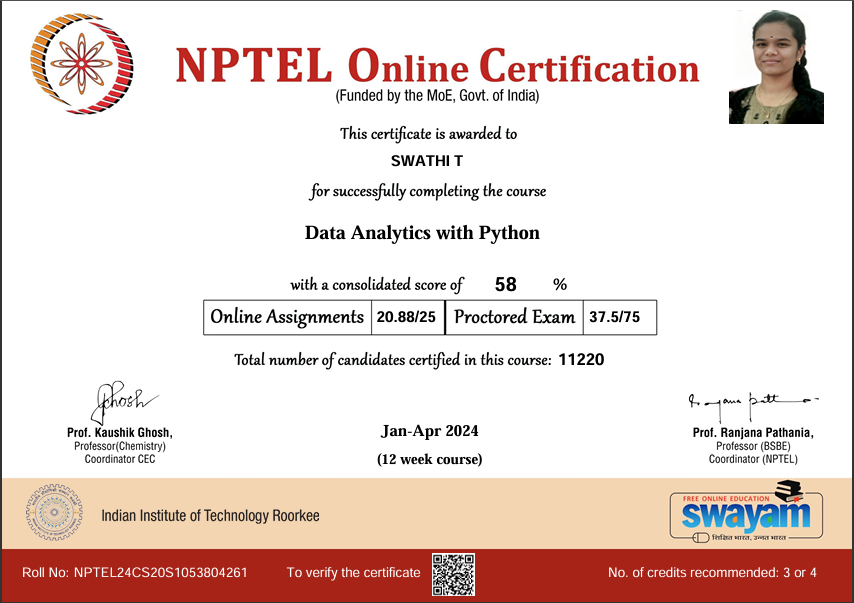 NPTEL Online Certification
(Funded by the MoE, Govt. of India)
This certificate is awarded to
SWATHI T
for successfully completing the course
Data Analytics with Python
with a consolidated score of 58 %
Online Assignments 20.88/25 Proctored Exam 37.5/75
Total number of candidates certified in this course: 11220
Prof. Kaushik Ghosh,
Professor(Chemistry)
Coordinator CEC
Jan-Apr 2024
(12 week course)
Prof. Ranjana Pathania,
Professor (BSBE)
Coordinator (NPTEL)
Indian Institute of Technology Roorkee
FREE ONLINE EDUCATION
swayam
शिक्षित भारत, उन्नत भारत
Roll No: NPTEL24CS20S1053804261
To verify the certificate
No. of credits recommended: 3 or 4